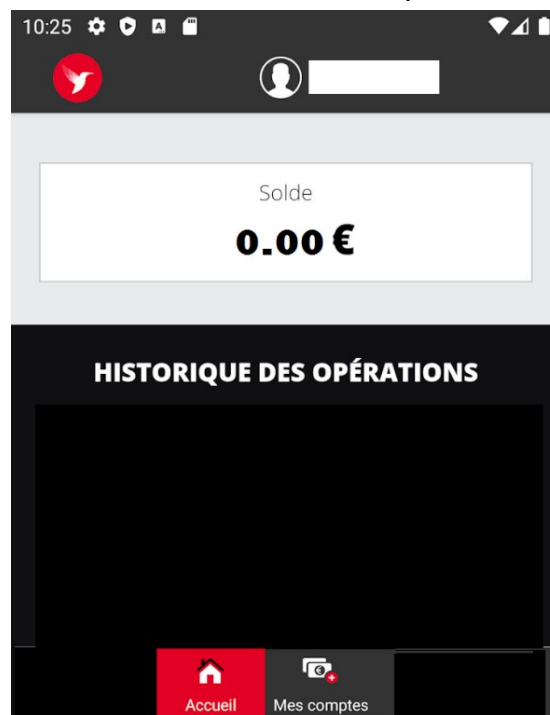 10:25
Solde
0.00 €
HISTORIQUE DES OPÉRATIONS
Accueil
Mes comptes